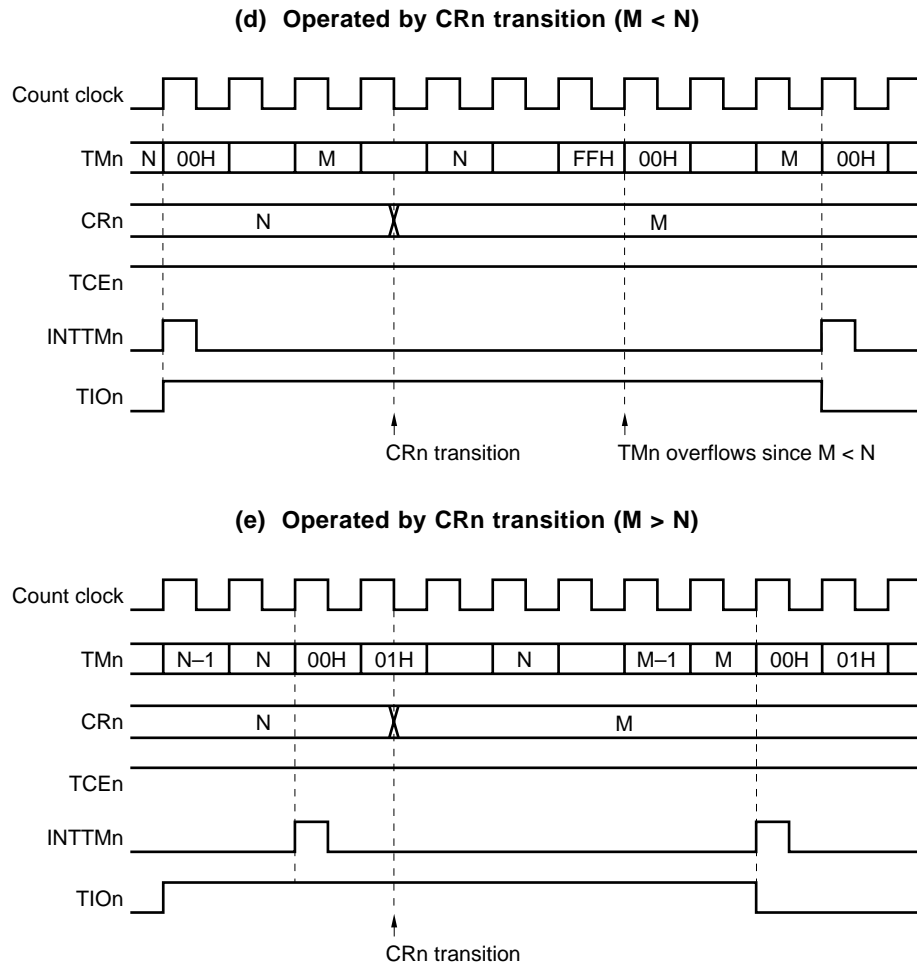 (d) Operated by CRn transition (M < N)
Count clock
TMn N 00H M N FFH 00H M 00H
CRn N M
TCEn
INTTMn
TIOn
CRn transition TMn overflows since M < N
(e) Operated by CRn transition (M > N)
Count clock
TMn N–1 N 00H 01H N M–1 M 00H 01H
CRn N M
TCEn
INTTMn
TIOn
CRn transition